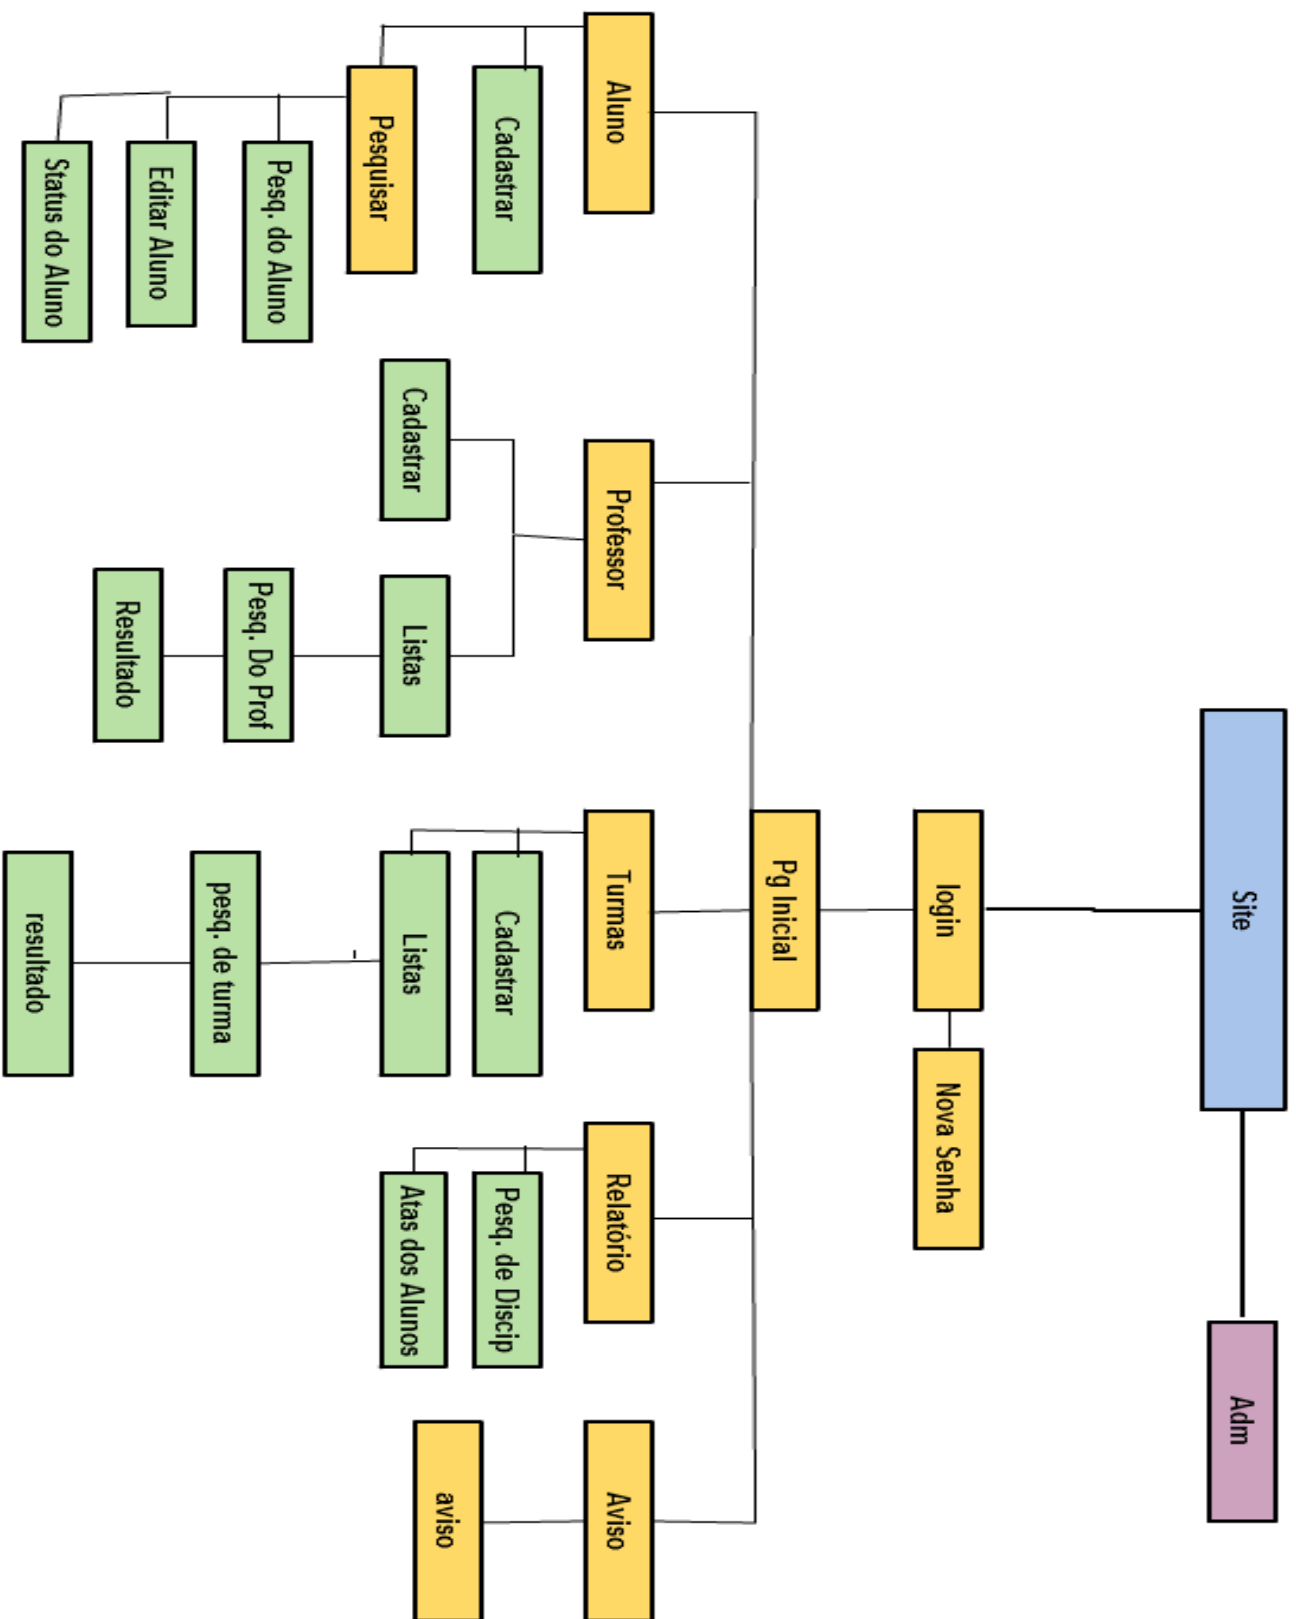 Site
Adm
login
Nova Senha
Pg Inicial
Aluno
Professor
Turmas
Relatório
Aviso
Cadastrar
Pesquisar
Pesq. do Aluno
Editar Aluno
Status do Aluno
Cadastrar
Listas
Pesq. Do Prof
Resultado
Cadastrar
Listas
pesq. de turma
resultado
Pesq. de Discip
Atas dos Alunos
aviso